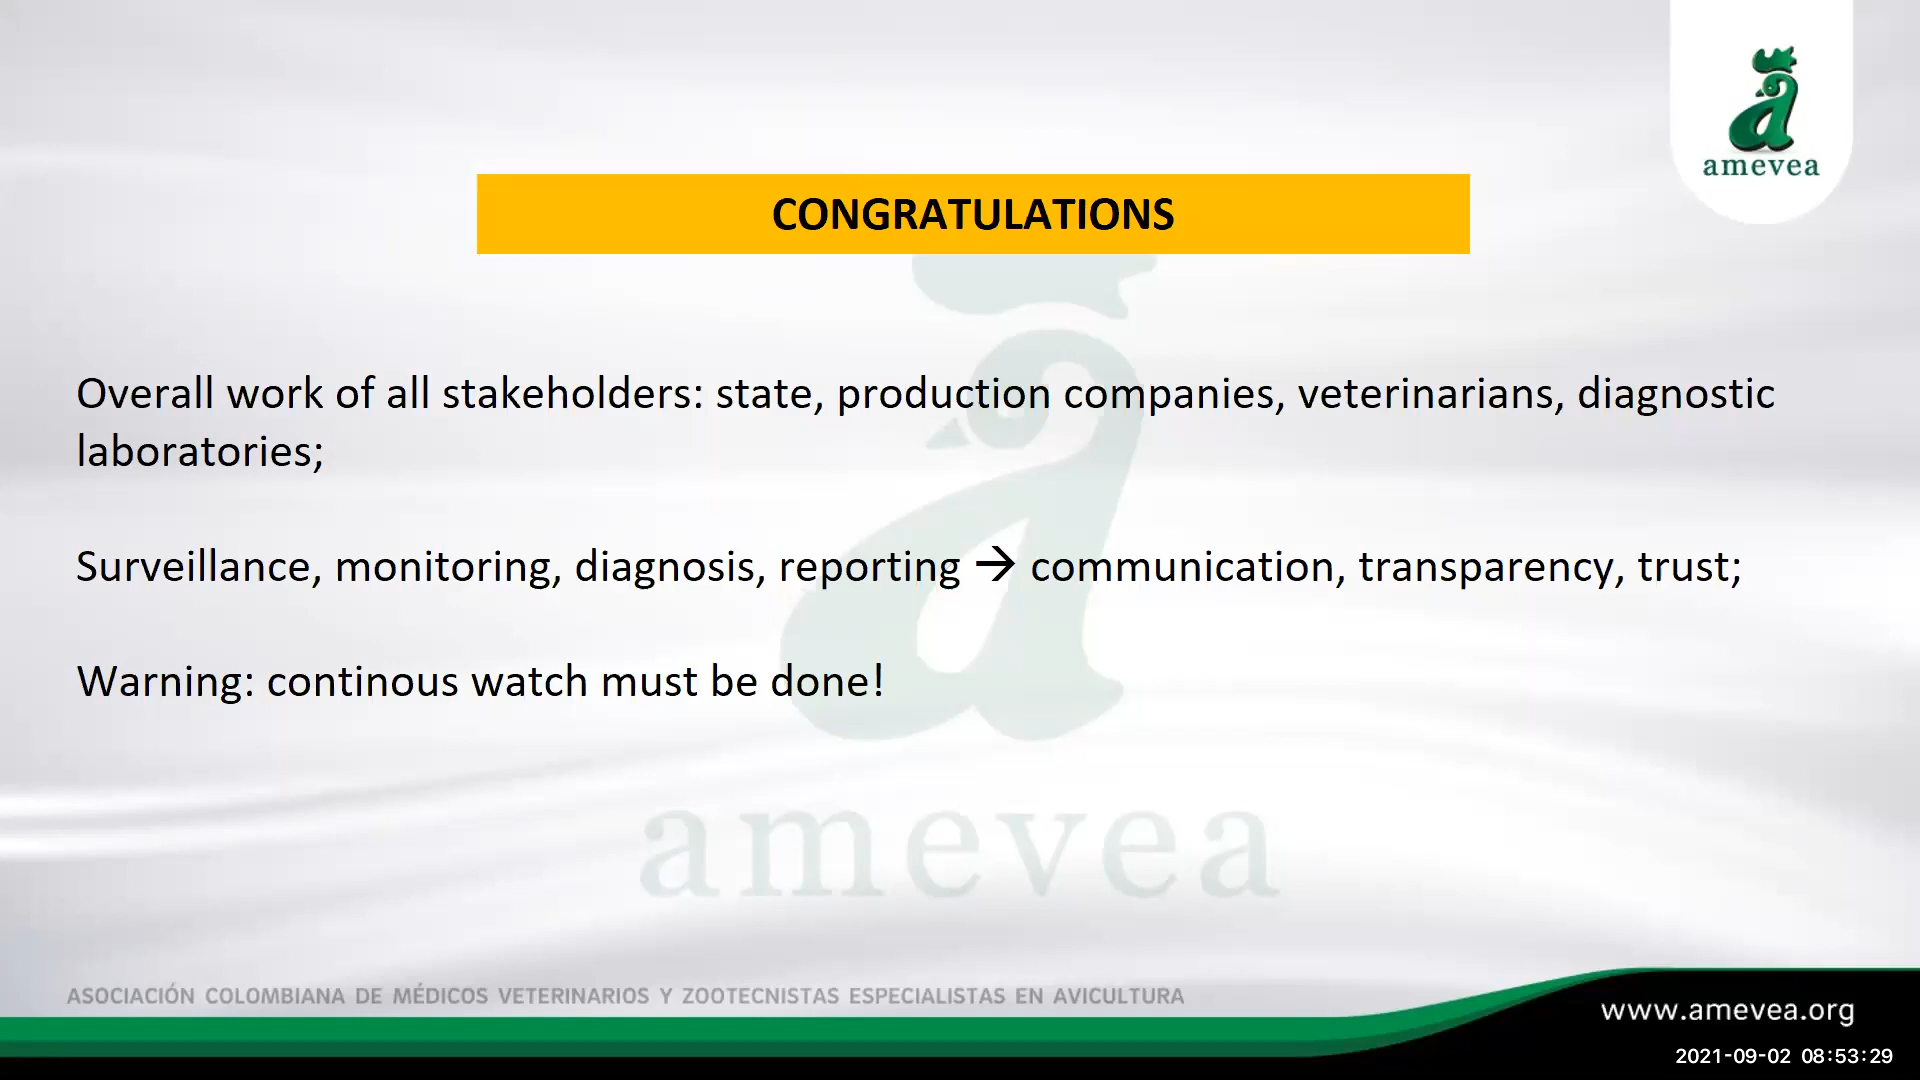 amevea
CONGRATULATIONS
Overall work of all stakeholders: state, production companies, veterinarians, diagnostic
laboratories;
Surveillance, monitoring, diagnosis, reporting → communication, transparency, trust;
Warning: continous watch must be done!
amevea
ASOCIACIÓN COLOMBIANA DE MÉDICOS VETERINARIOS Y ZOOTECNISTAS ESPECIALISTAS EN AVICULTURA
www.amevea.org
2021-09-02 08:53:29